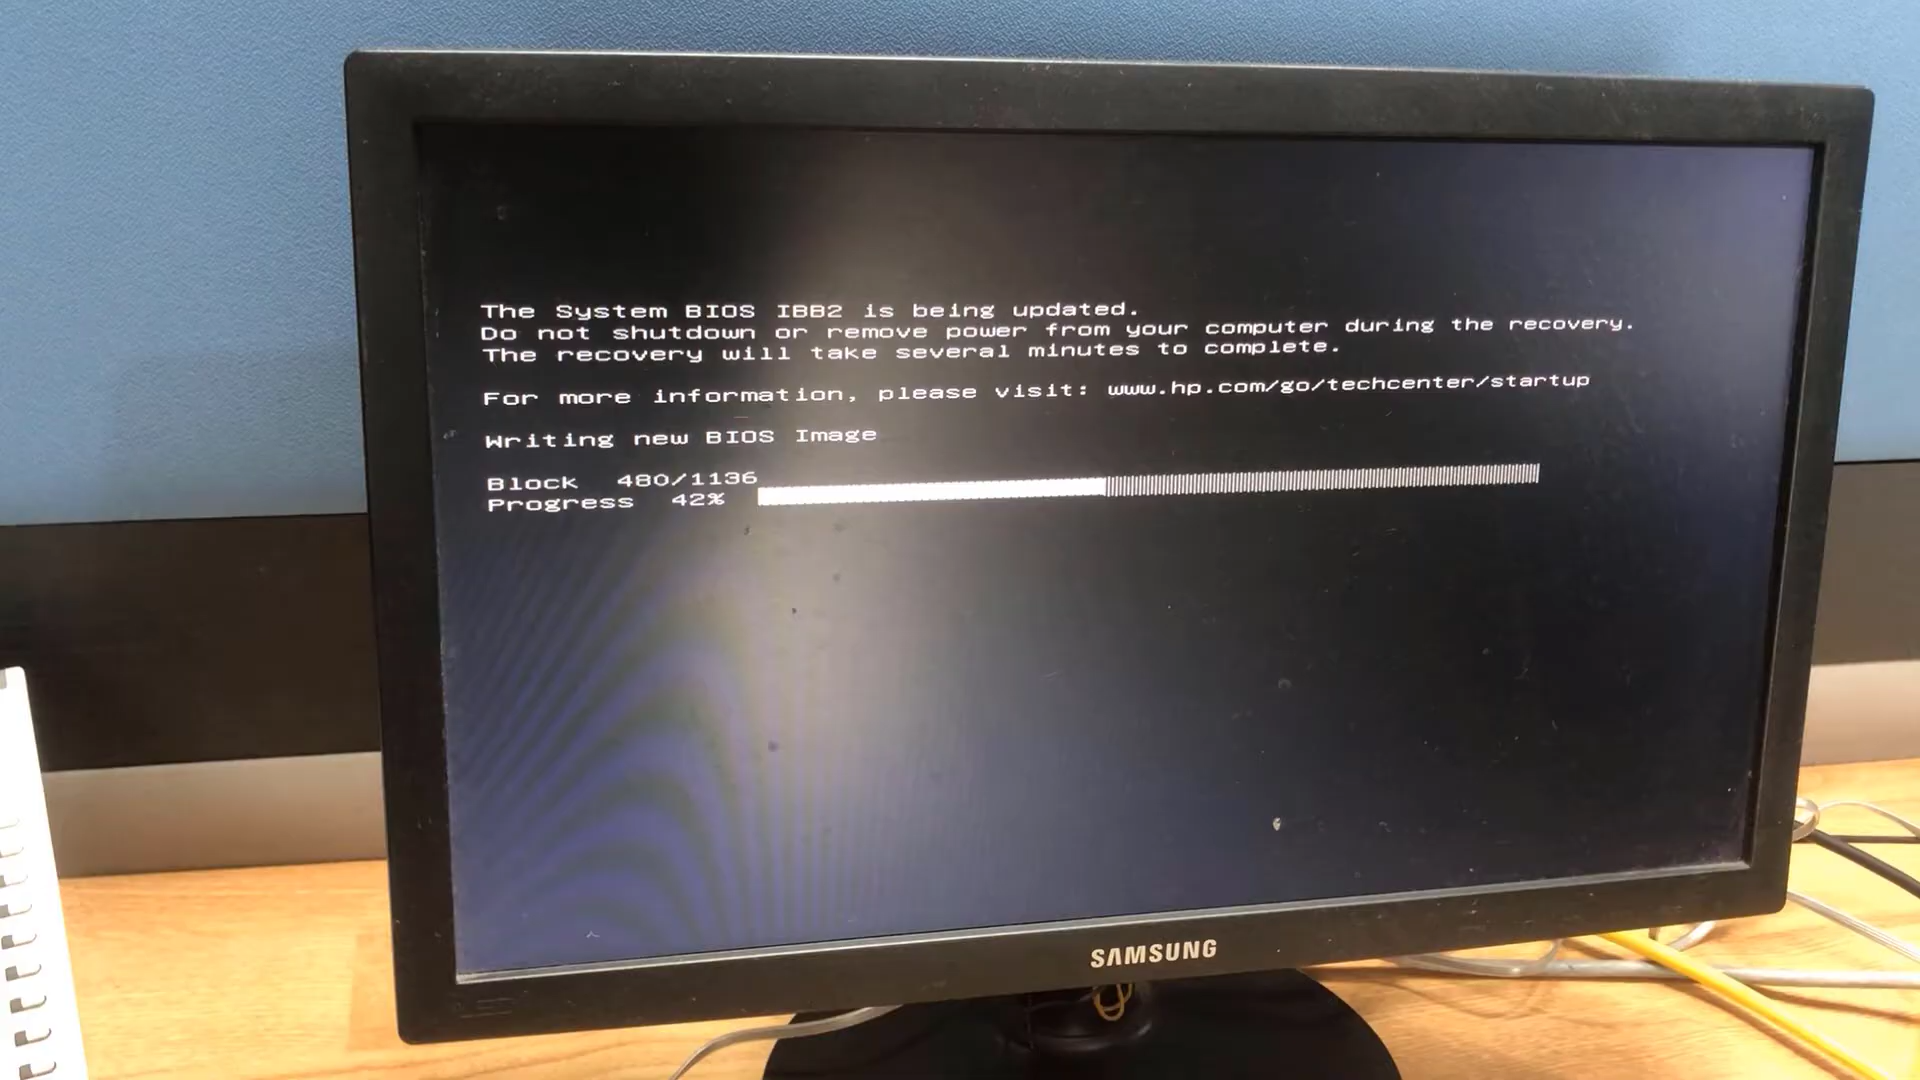 The System BIOS IBB2 is being updated.
Do not shutdown or remove power from your computer during the recovery.
The recovery will take several minutes to complete.
For more information, please visit: www.hp.com/go/techcenter/startup
Writing new BIOS Image
Block 480/1136
Progress 42%
SAMSUNG